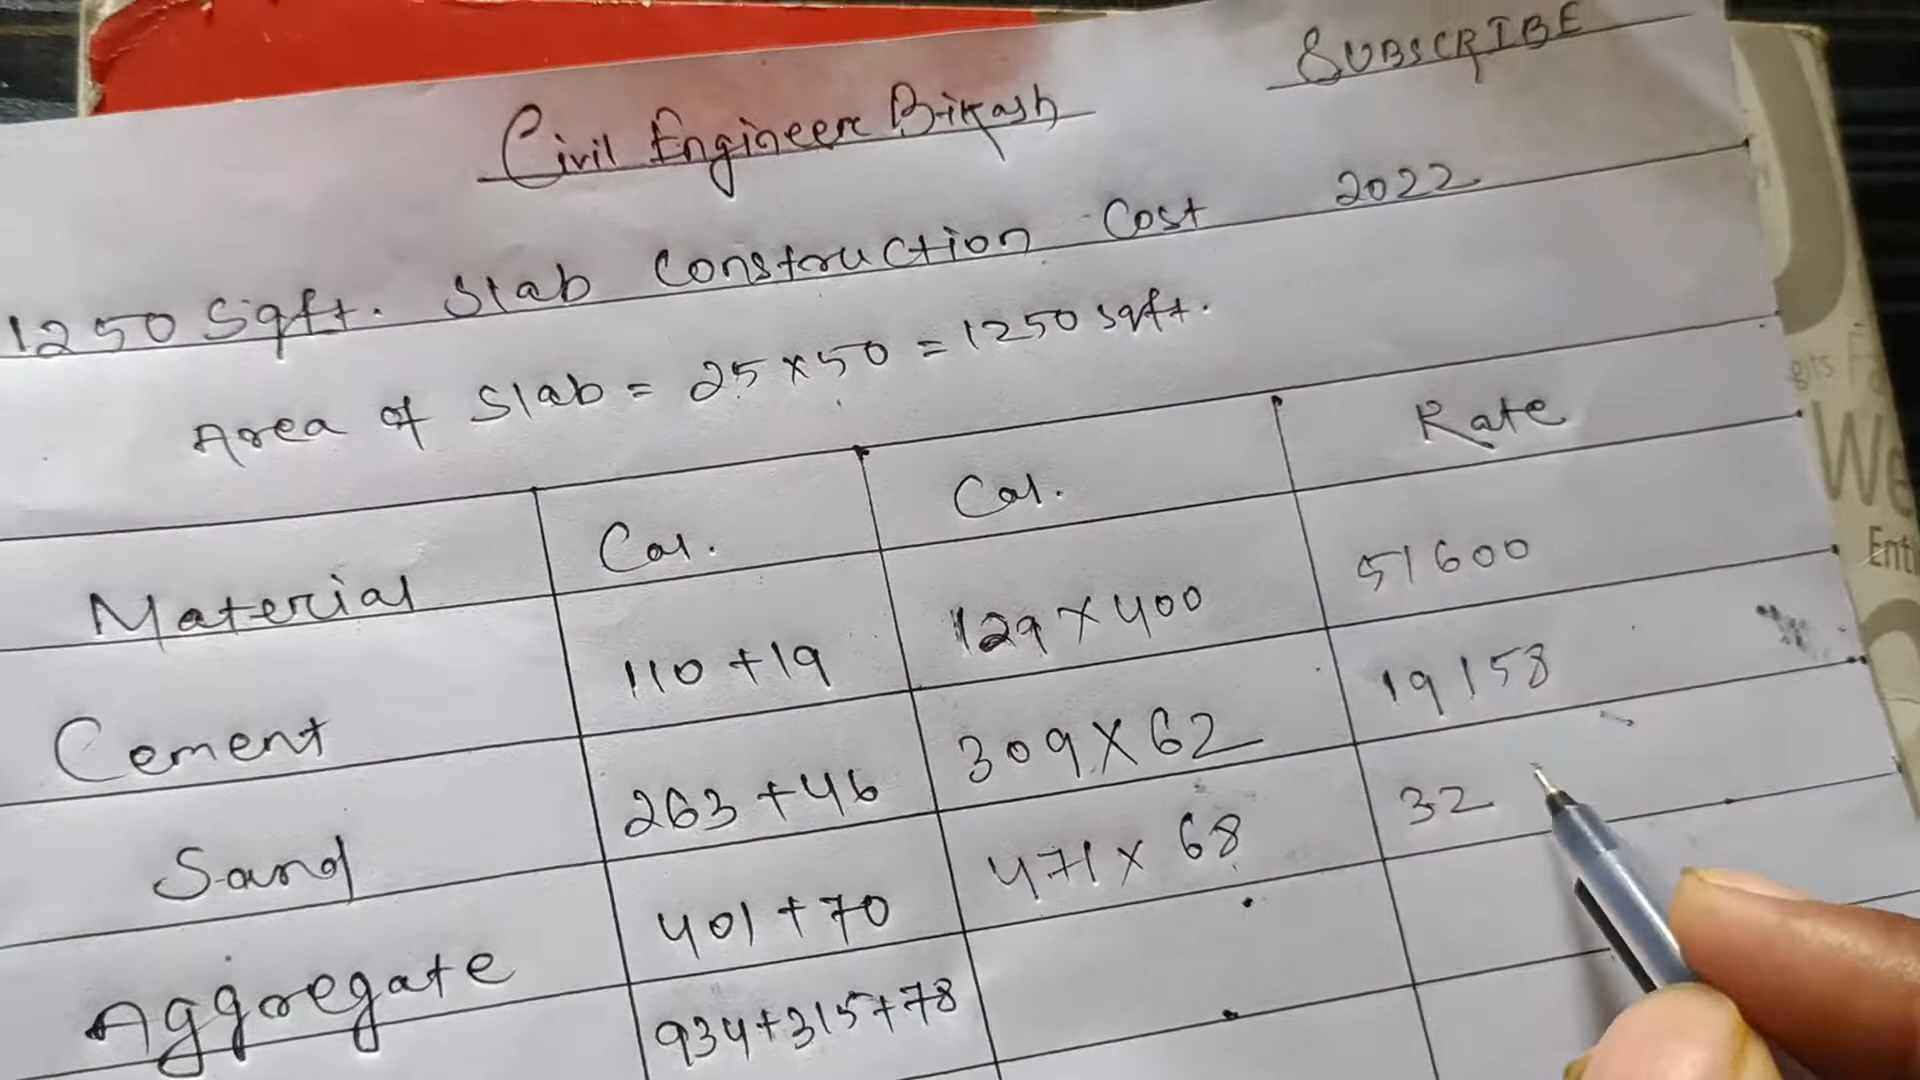 SUBSCRIBE
Civil Engineer Bikash
1250 Sqft. Slab Construction Cost 2022
Area of Slab = 25 x 50 = 1250 sqft.
Material Cal. Cal. Rate
Cement 110 + 19 129 X 400 51600
Sand 263 + 46 309 X 62 19158
Aggregate 401 + 70 471 x 68 32
934 + 315 + 78
We
Ent